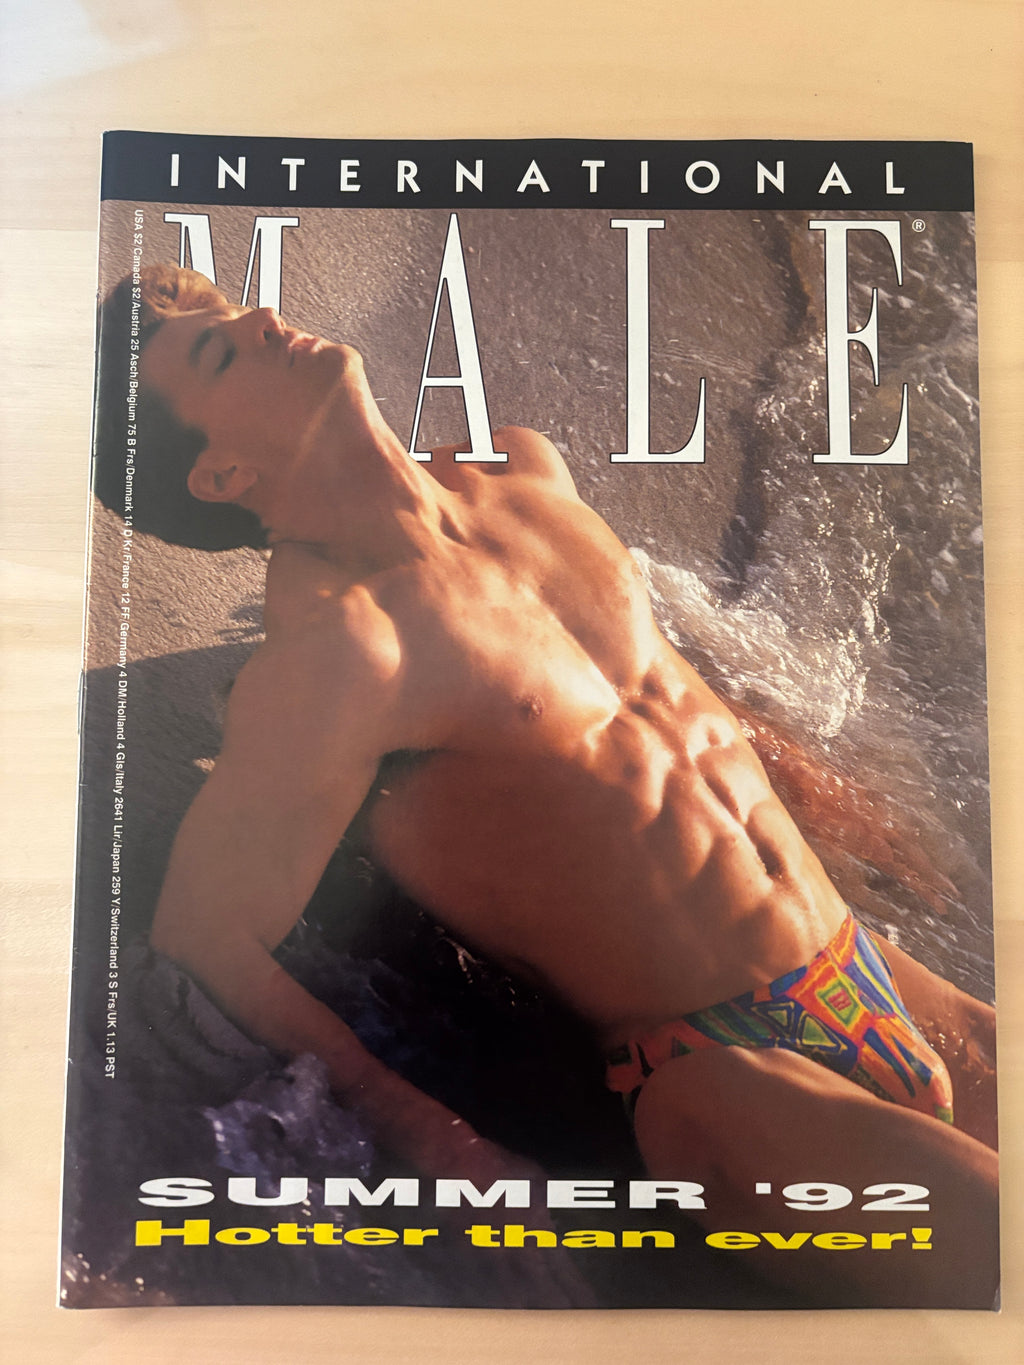 INTERNATIONAL
MALE®
USA $2/Canada $2/Austria 25 Asch/Belgium 75 B Frs/Denmark 14 D Kr/France 12 FF/Germany 4 DM/Holland 4 Gls/Italy 2641 Lir/Japan 259 Y/Switzerland 3 S Frs/UK 1.13 PST
SUMMER '92
Hotter than ever!